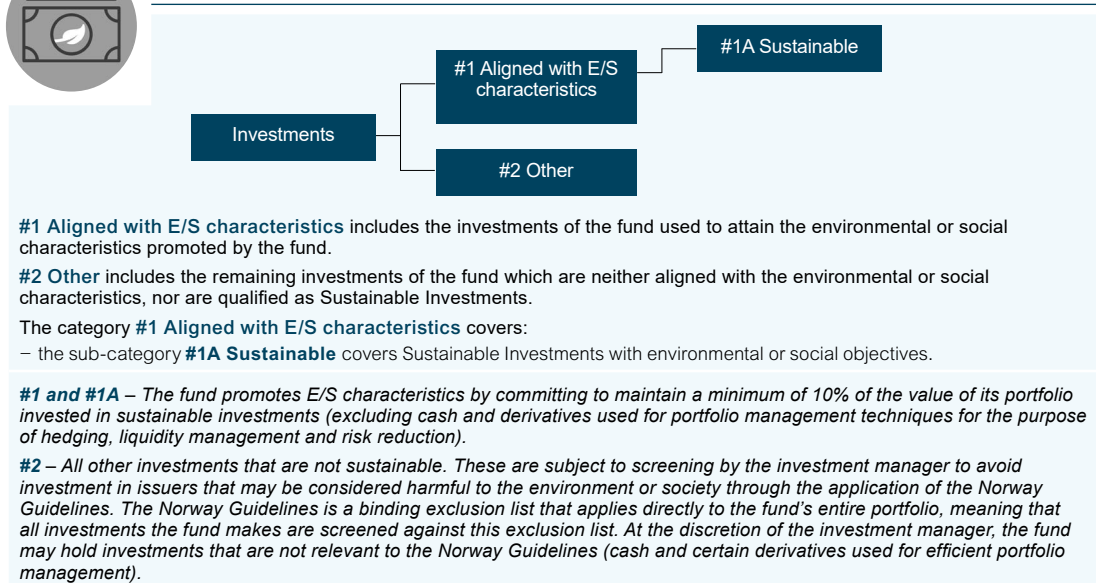 #1A Sustainable
#1 Aligned with E/S
characteristics
Investments
#2 Other
#1 Aligned with E/S characteristics includes the investments of the fund used to attain the environmental or social
characteristics promoted by the fund.
#2 Other includes the remaining investments of the fund which are neither aligned with the environmental or social
characteristics, nor are qualified as Sustainable Investments.
The category #1 Aligned with E/S characteristics covers:
– the sub-category #1A Sustainable covers Sustainable Investments with environmental or social objectives.
#1 and #1A – The fund promotes E/S characteristics by committing to maintain a minimum of 10% of the value of its portfolio
invested in sustainable investments (excluding cash and derivatives used for portfolio management techniques for the purpose
of hedging, liquidity management and risk reduction).
#2 – All other investments that are not sustainable. These are subject to screening by the investment manager to avoid
investment in issuers that may be considered harmful to the environment or society through the application of the Norway
Guidelines. The Norway Guidelines is a binding exclusion list that applies directly to the fund's entire portfolio, meaning that
all investments the fund makes are screened against this exclusion list. At the discretion of the investment manager, the fund
may hold investments that are not relevant to the Norway Guidelines (cash and certain derivatives used for efficient portfolio
management).